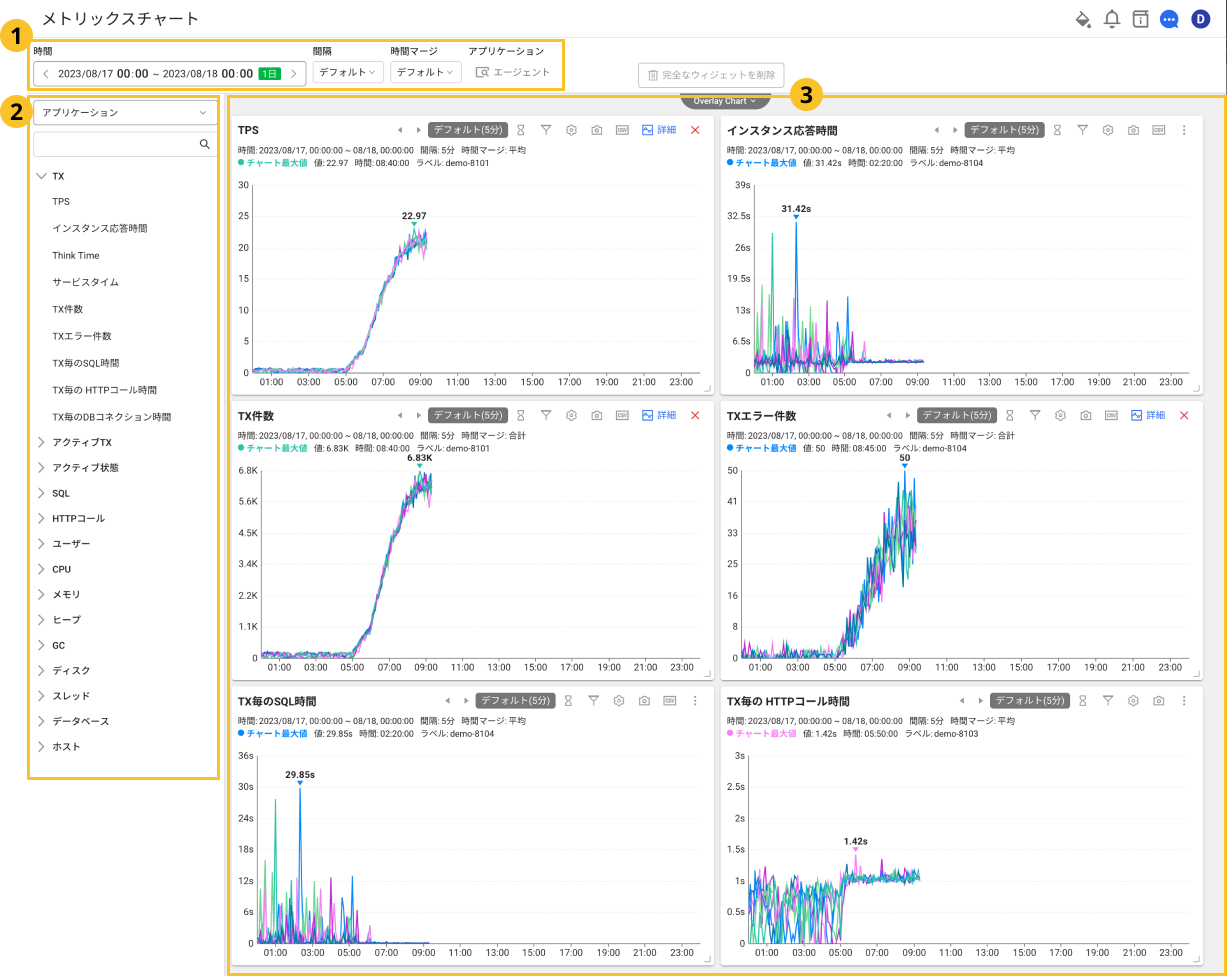 メトリックスチャート
D
1
時間 間隔 時間マージ アプリケーション
2023/08/17 00:00 ~ 2023/08/18 00:00 1日 デフォルト デフォルト エージェント
完全なウィジェットを削除
2
アプリケーション
TX
TPS
インスタンス応答時間
Think Time
サービスタイム
TX件数
TXエラー件数
TX毎のSQL時間
TX毎の HTTPコール時間
TX毎のDBコネクション時間
アクティブTX
アクティブ状態
SQL
HTTPコール
ユーザー
CPU
メモリ
ヒープ
GC
ディスク
スレッド
データベース
ホスト
3
Overlay Chart
TPS デフォルト(5分) CSV 詳細
時間: 2023/08/17, 00:00:00 ~ 08/18, 00:00:00 間隔: 5分 時間マージ: 平均
チャート最大値 値: 22.97 時間: 08:40:00 ラベル: demo-8101
30
25
20
15
10
5
0
22.97
01:00 03:00 05:00 07:00 09:00 11:00 13:00 15:00 17:00 19:00 21:00 23:00
インスタンス応答時間 デフォルト(5分) CSV
時間: 2023/08/17, 00:00:00 ~ 08/18, 00:00:00 間隔: 5分 時間マージ: 平均
チャート最大値 値: 31.42s 時間: 02:20:00 ラベル: demo-8104
39s
32.5s
26s
19.5s
13s
6.5s
0
31.42s
01:00 03:00 05:00 07:00 09:00 11:00 13:00 15:00 17:00 19:00 21:00 23:00
TX件数 デフォルト(5分) CSV 詳細
時間: 2023/08/17, 00:00:00 ~ 08/18, 00:00:00 間隔: 5分 時間マージ: 合計
チャート最大値 値: 6.83K 時間: 08:40:00 ラベル: demo-8101
6.83K
6.8K
5.6K
4.5K
3.4K
2.2K
1.1K
0
01:00 03:00 05:00 07:00 09:00 11:00 13:00 15:00 17:00 19:00 21:00 23:00
TXエラー件数 デフォルト(5分) CSV 詳細
時間: 2023/08/17, 00:00:00 ~ 08/18, 00:00:00 間隔: 5分 時間マージ: 合計
チャート最大値 値: 50 時間: 08:45:00 ラベル: demo-8104
50
50
41
33
25
16
8
0
01:00 03:00 05:00 07:00 09:00 11:00 13:00 15:00 17:00 19:00 21:00 23:00
TX毎のSQL時間 デフォルト(5分) CSV
時間: 2023/08/17, 00:00:00 ~ 08/18, 00:00:00 間隔: 5分 時間マージ: 平均
チャート最大値 値: 29.85s 時間: 02:20:00 ラベル: demo-8104
36s
30s
24s
18s
12s
6s
0
29.85s
01:00 03:00 05:00 07:00 09:00 11:00 13:00 15:00 17:00 19:00 21:00 23:00
TX毎の HTTPコール時間 デフォルト(5分) CSV
時間: 2023/08/17, 00:00:00 ~ 08/18, 00:00:00 間隔: 5分 時間マージ: 平均
チャート最大値 値: 1.42s 時間: 05:50:00 ラベル: demo-8103
3s
2.5s
2s
1.5s
1s
0.5s
0
1.42s
01:00 03:00 05:00 07:00 09:00 11:00 13:00 15:00 17:00 19:00 21:00 23:00